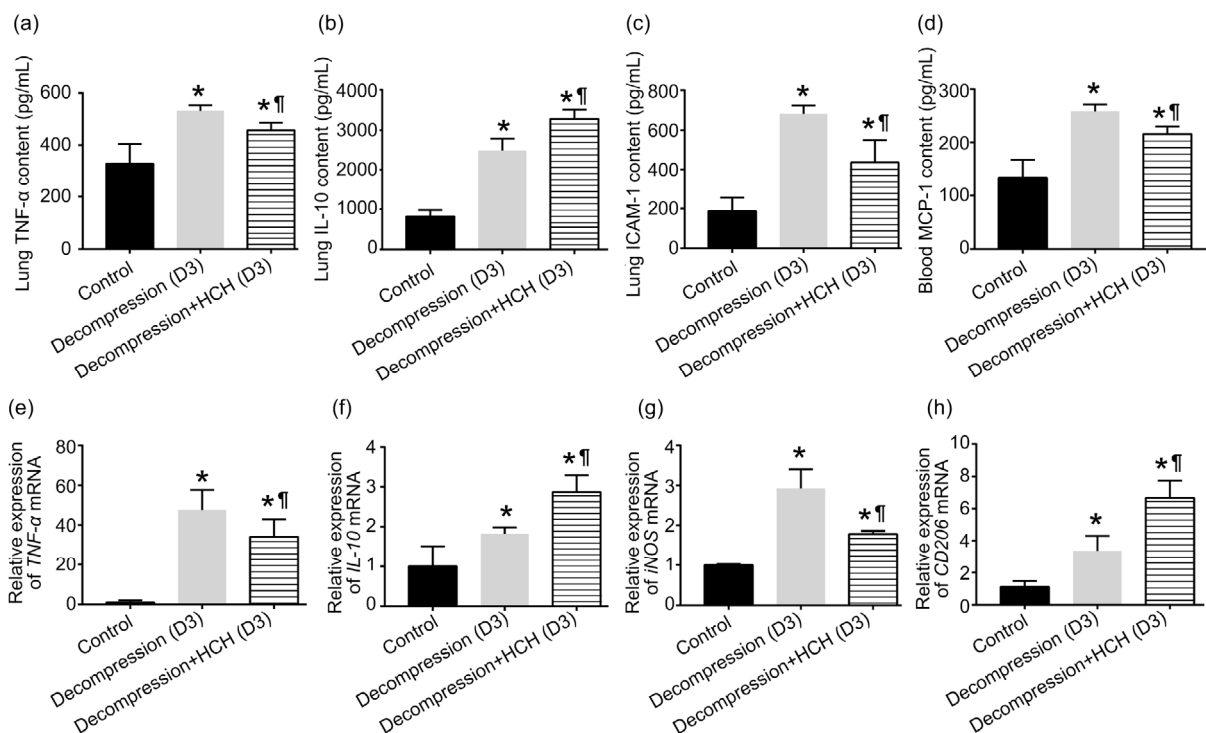 (a)
Lung TNF-α content (pg/mL)
600
400
200
0
*
*¶
Control
Decompression (D3)
Decompression+HCH (D3)
(b)
Lung IL-10 content (pg/mL)
4000
3000
2000
1000
0
*
*¶
Control
Decompression (D3)
Decompression+HCH (D3)
(c)
Lung ICAM-1 content (pg/mL)
800
600
400
200
0
*
*¶
Control
Decompression (D3)
Decompression+HCH (D3)
(d)
Blood MCP-1 content (pg/mL)
300
200
100
0
*
*¶
Control
Decompression (D3)
Decompression+HCH (D3)
(e)
Relative expression
of TNF-α mRNA
80
60
40
20
0
*
*¶
Control
Decompression (D3)
Decompression+HCH (D3)
(f)
Relative expression
of IL-10 mRNA
4
3
2
1
0
*
*¶
Control
Decompression (D3)
Decompression+HCH (D3)
(g)
Relative expression
of iNOS mRNA
4
3
2
1
0
*
*¶
Control
Decompression (D3)
Decompression+HCH (D3)
(h)
Relative expression
of CD206 mRNA
10
8
6
4
2
0
*
*¶
Control
Decompression (D3)
Decompression+HCH (D3)